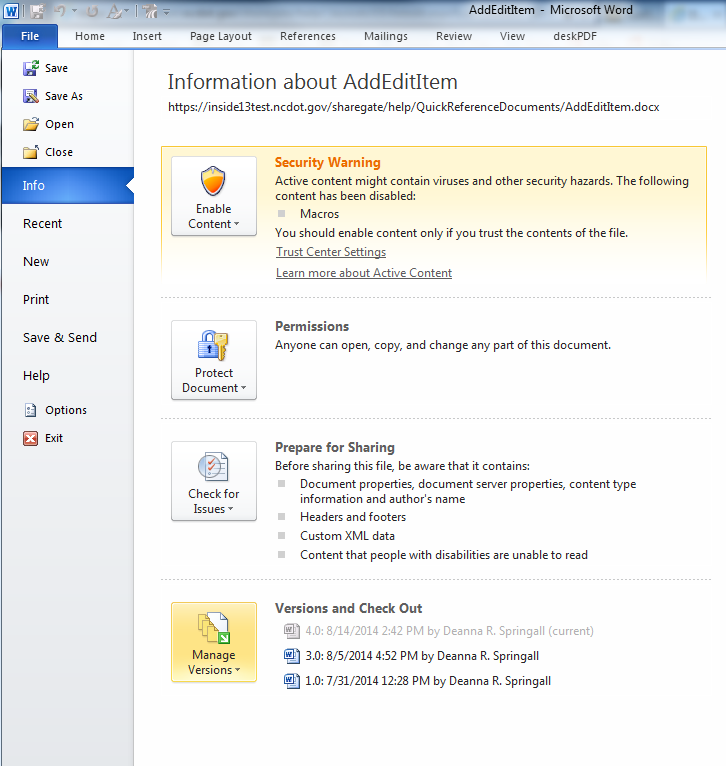 AddEditItem - Microsoft Word
File Home Insert Page Layout References Mailings Review View deskPDF
Save
Save As
Open
Close
Info
Recent
New
Print
Save & Send
Help
Options
Exit
Information about AddEditItem
https://inside13test.ncdot.gov/sharegate/help/QuickReferenceDocuments/AddEditItem.docx
Enable
Content
Security Warning
Active content might contain viruses and other security hazards. The following
content has been disabled:
Macros
You should enable content only if you trust the contents of the file.
Trust Center Settings
Learn more about Active Content
Protect
Document
Permissions
Anyone can open, copy, and change any part of this document.
Check for
Issues
Prepare for Sharing
Before sharing this file, be aware that it contains:
Document properties, document server properties, content type
information and author's name
Headers and footers
Custom XML data
Content that people with disabilities are unable to read
Manage
Versions
Versions and Check Out
4.0: 8/14/2014 2:42 PM by Deanna R. Springall (current)
3.0: 8/5/2014 4:52 PM by Deanna R. Springall
1.0: 7/31/2014 12:28 PM by Deanna R. Springall